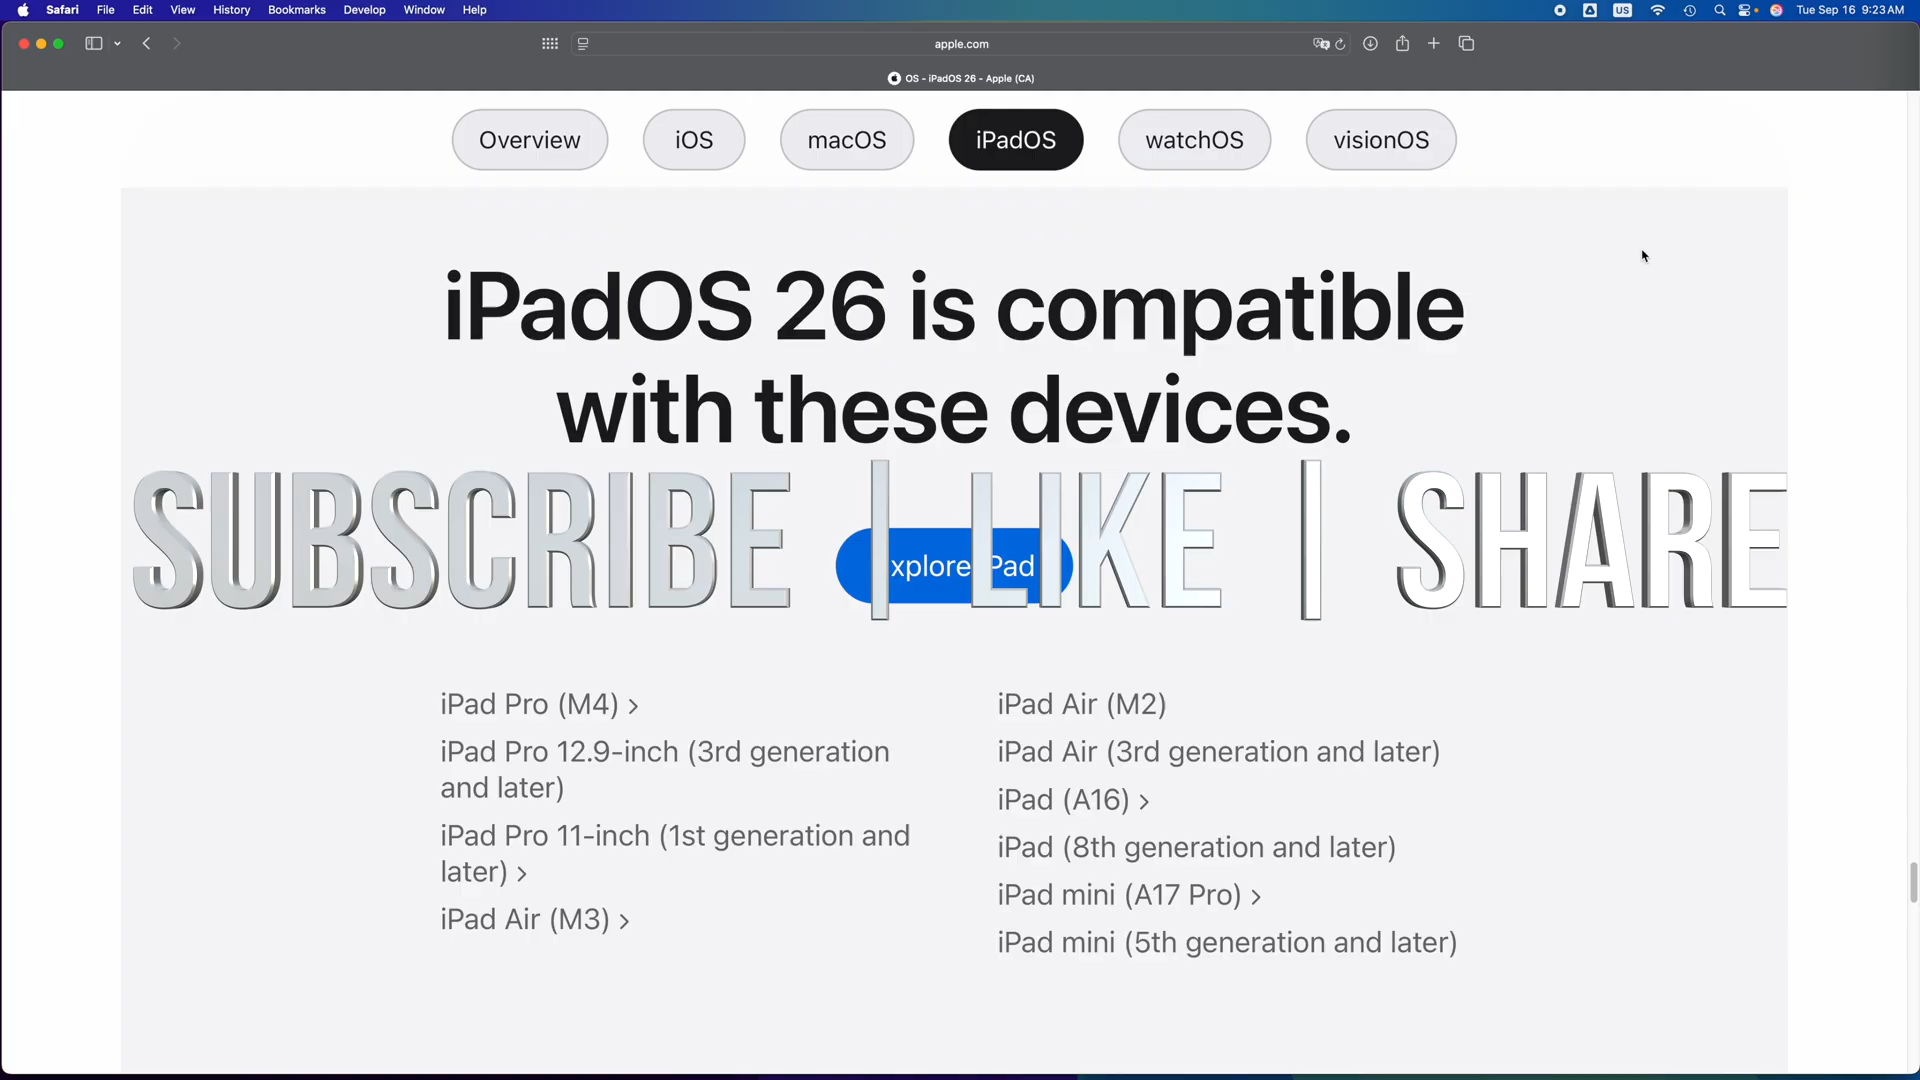 Safari File Edit View History Bookmarks Develop Window Help
US
Tue Sep 16 9:23 AM
apple.com
OS - iPadOS 26 - Apple (CA)
Overview iOS macOS iPadOS watchOS visionOS
iPadOS 26 is compatible
with these devices.
SUBSCRIBE | LIKE | SHARE
xplore Pad
iPad Pro (M4) >
iPad Pro 12.9-inch (3rd generation
and later)
iPad Pro 11-inch (1st generation and
later) >
iPad Air (M3) >
iPad Air (M2)
iPad Air (3rd generation and later)
iPad (A16) >
iPad (8th generation and later)
iPad mini (A17 Pro) >
iPad mini (5th generation and later)